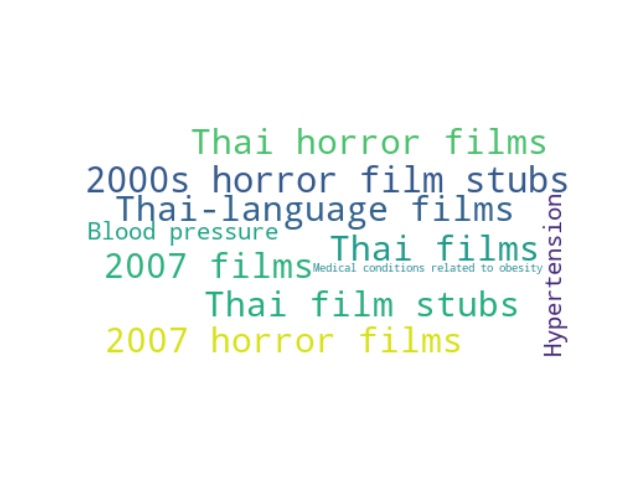 Thai horror films
2000s horror film stubs
Thai-language films
Blood pressure
Thai films
2007 films
Medical conditions related to obesity
Thai film stubs
2007 horror films
Hypertension